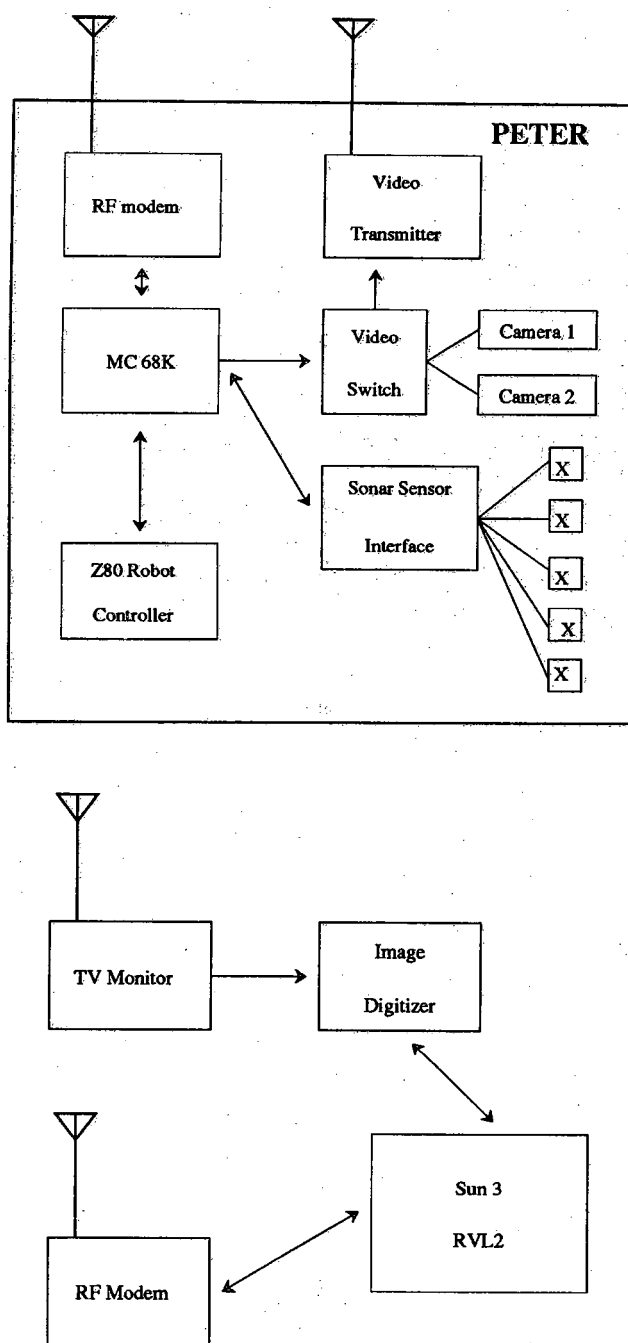 PETER
RF modem
Video
Transmitter
MC 68K
Video
Switch
Camera 1
Camera 2
Sonar Sensor
Interface
X
X
X
X
X
Z80 Robot
Controller
TV Monitor
Image
Digitizer
Sun 3
RVL2
RF Modem